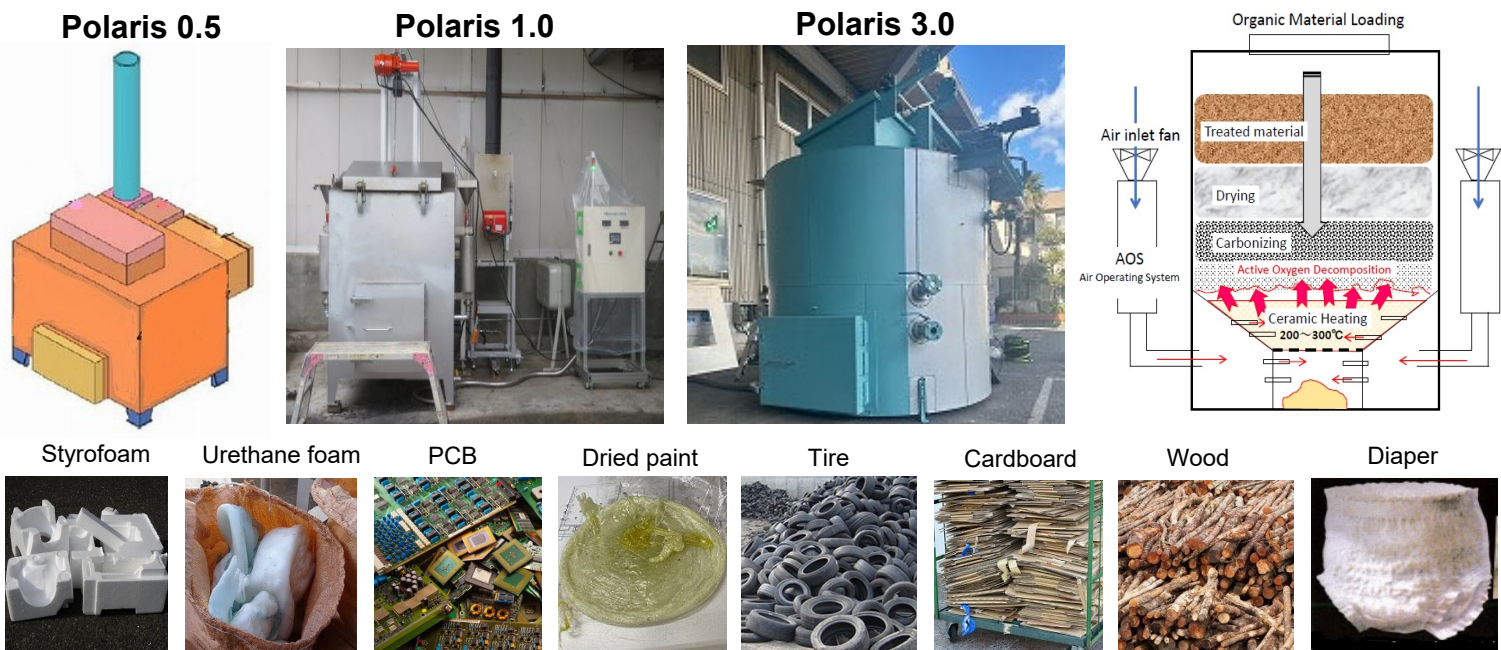 Polaris 0.5
Polaris 1.0
Polaris 3.0
Organic Material Loading
Air inlet fan
Treated material
Drying
Carbonizing
AOS
Air Operating System
Active Oxygen Decomposition
Ceramic Heating
200～300℃
Styrofoam
Urethane foam
PCB
Dried paint
Tire
Cardboard
Wood
Diaper